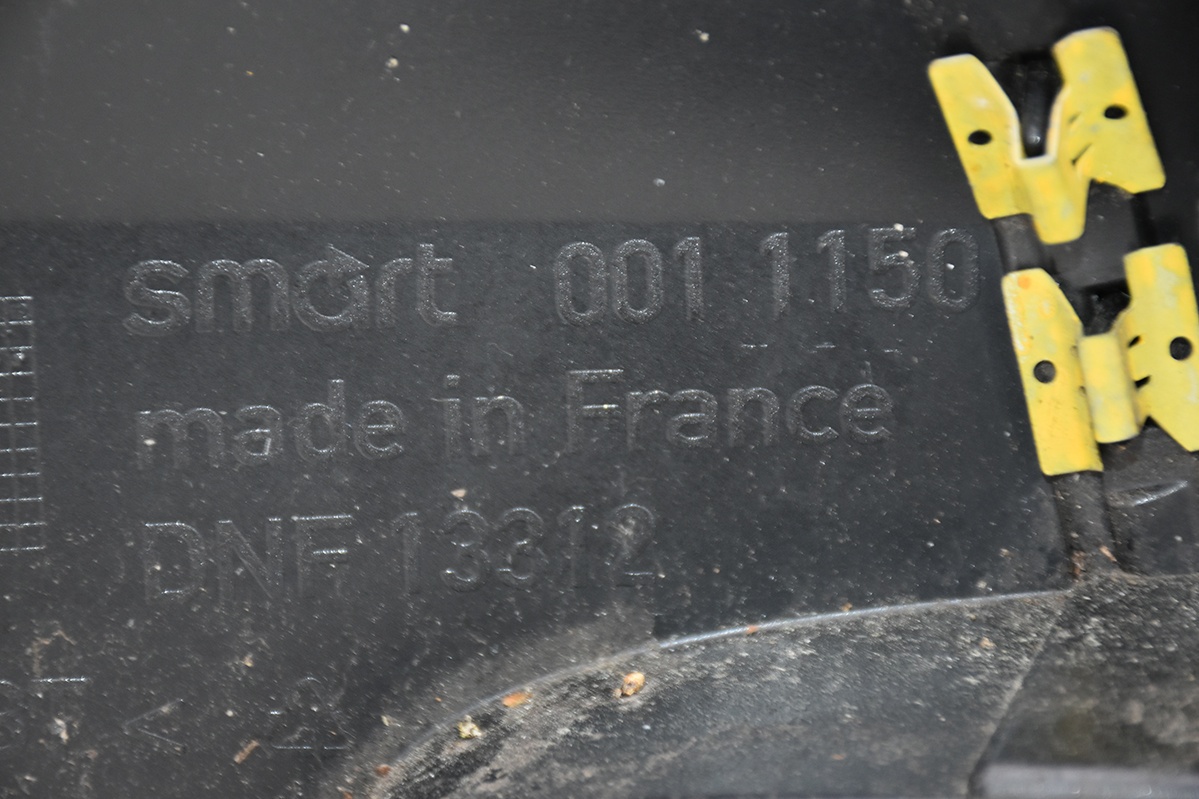 smart 001 1150
made in France
DNF 13312